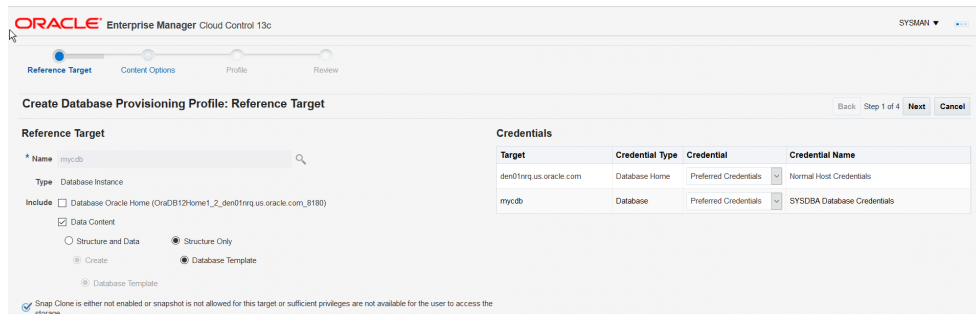 ORACLE Enterprise Manager Cloud Control 13c
SYSMAN
Reference Target Content Options Profile Review
Create Database Provisioning Profile: Reference Target
Back Step 1 of 4 Next Cancel
Reference Target
* Name mycdb
Type Database Instance
Include Database Oracle Home (OraDB12Home1_2_den01nrq.us.oracle.com_8180)
Data Content
Structure and Data Structure Only
Create Database Template
Database Template
Snap Clone is either not enabled or snapshot is not allowed for this target or sufficient privileges are not available for the user to access the
storage
Credentials
Target Credential Type Credential Credential Name
den01nrq.us.oracle.com Database Home Preferred Credentials Normal Host Credentials
mycdb Database Preferred Credentials SYSDBA Database Credentials